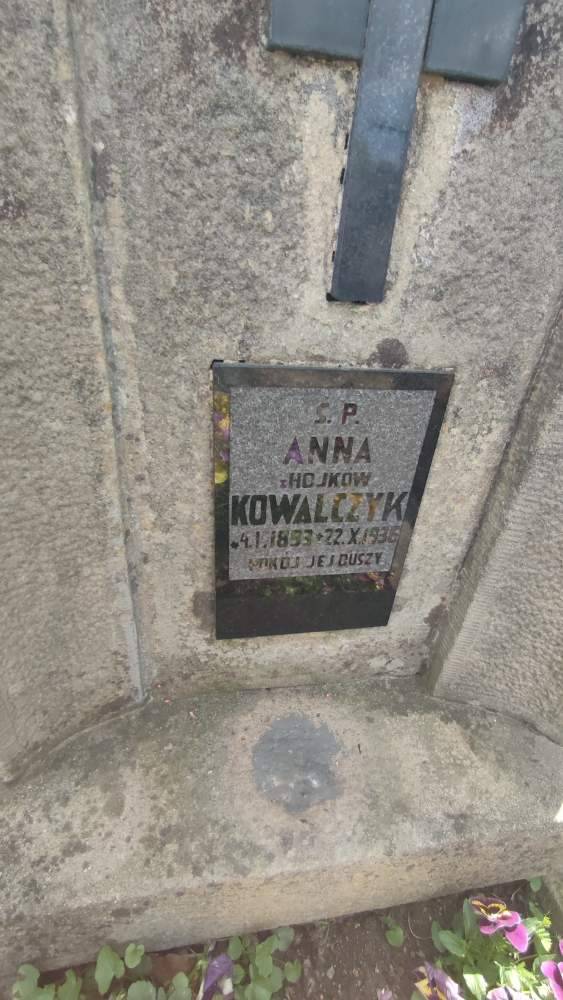 Ś. P.
ANNA
z HOJKÓW
KOWALCZYK
*4.I.1893 +22.X.1936
POKÓJ JEJ DUSZY